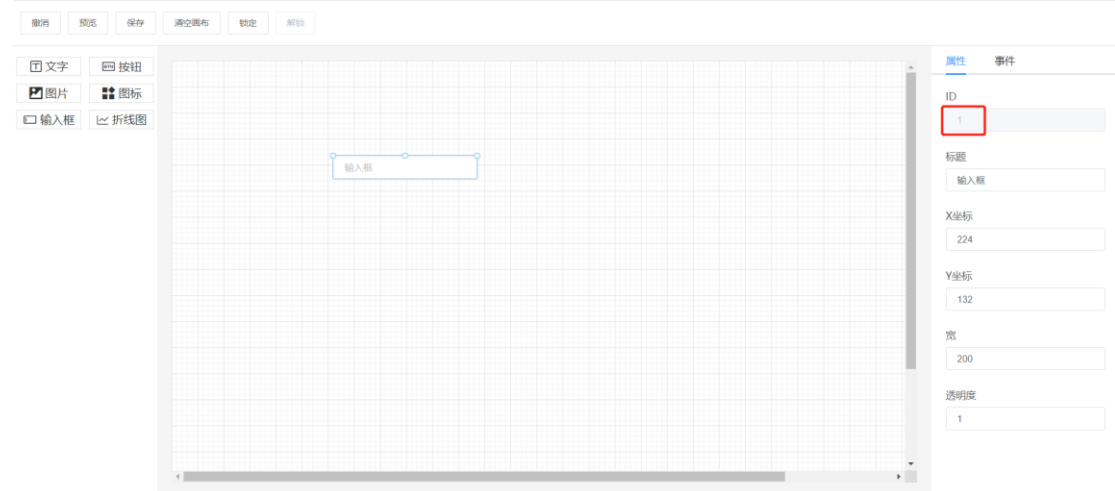 撤消 预览 保存 清空画布 锁定 解锁
文字 按钮
图片 图标
输入框 折线图
输入框
属性 事件
ID
1
标题
输入框
X坐标
224
Y坐标
132
宽
200
透明度
1